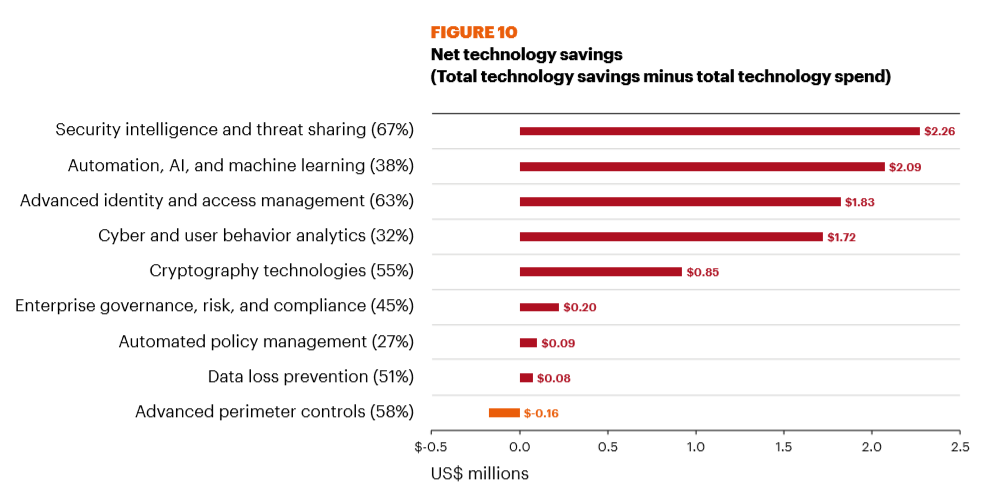 FIGURE 10
Net technology savings
(Total technology savings minus total technology spend)
Security intelligence and threat sharing (67%) $2.26
Automation, AI, and machine learning (38%) $2.09
Advanced identity and access management (63%) $1.83
Cyber and user behavior analytics (32%) $1.72
Cryptography technologies (55%) $0.85
Enterprise governance, risk, and compliance (45%) $0.20
Automated policy management (27%) $0.09
Data loss prevention (51%) $0.08
Advanced perimeter controls (58%) $-0.16
$-0.5 0.0 0.5 1.0 1.5 2.0 2.5
US$ millions